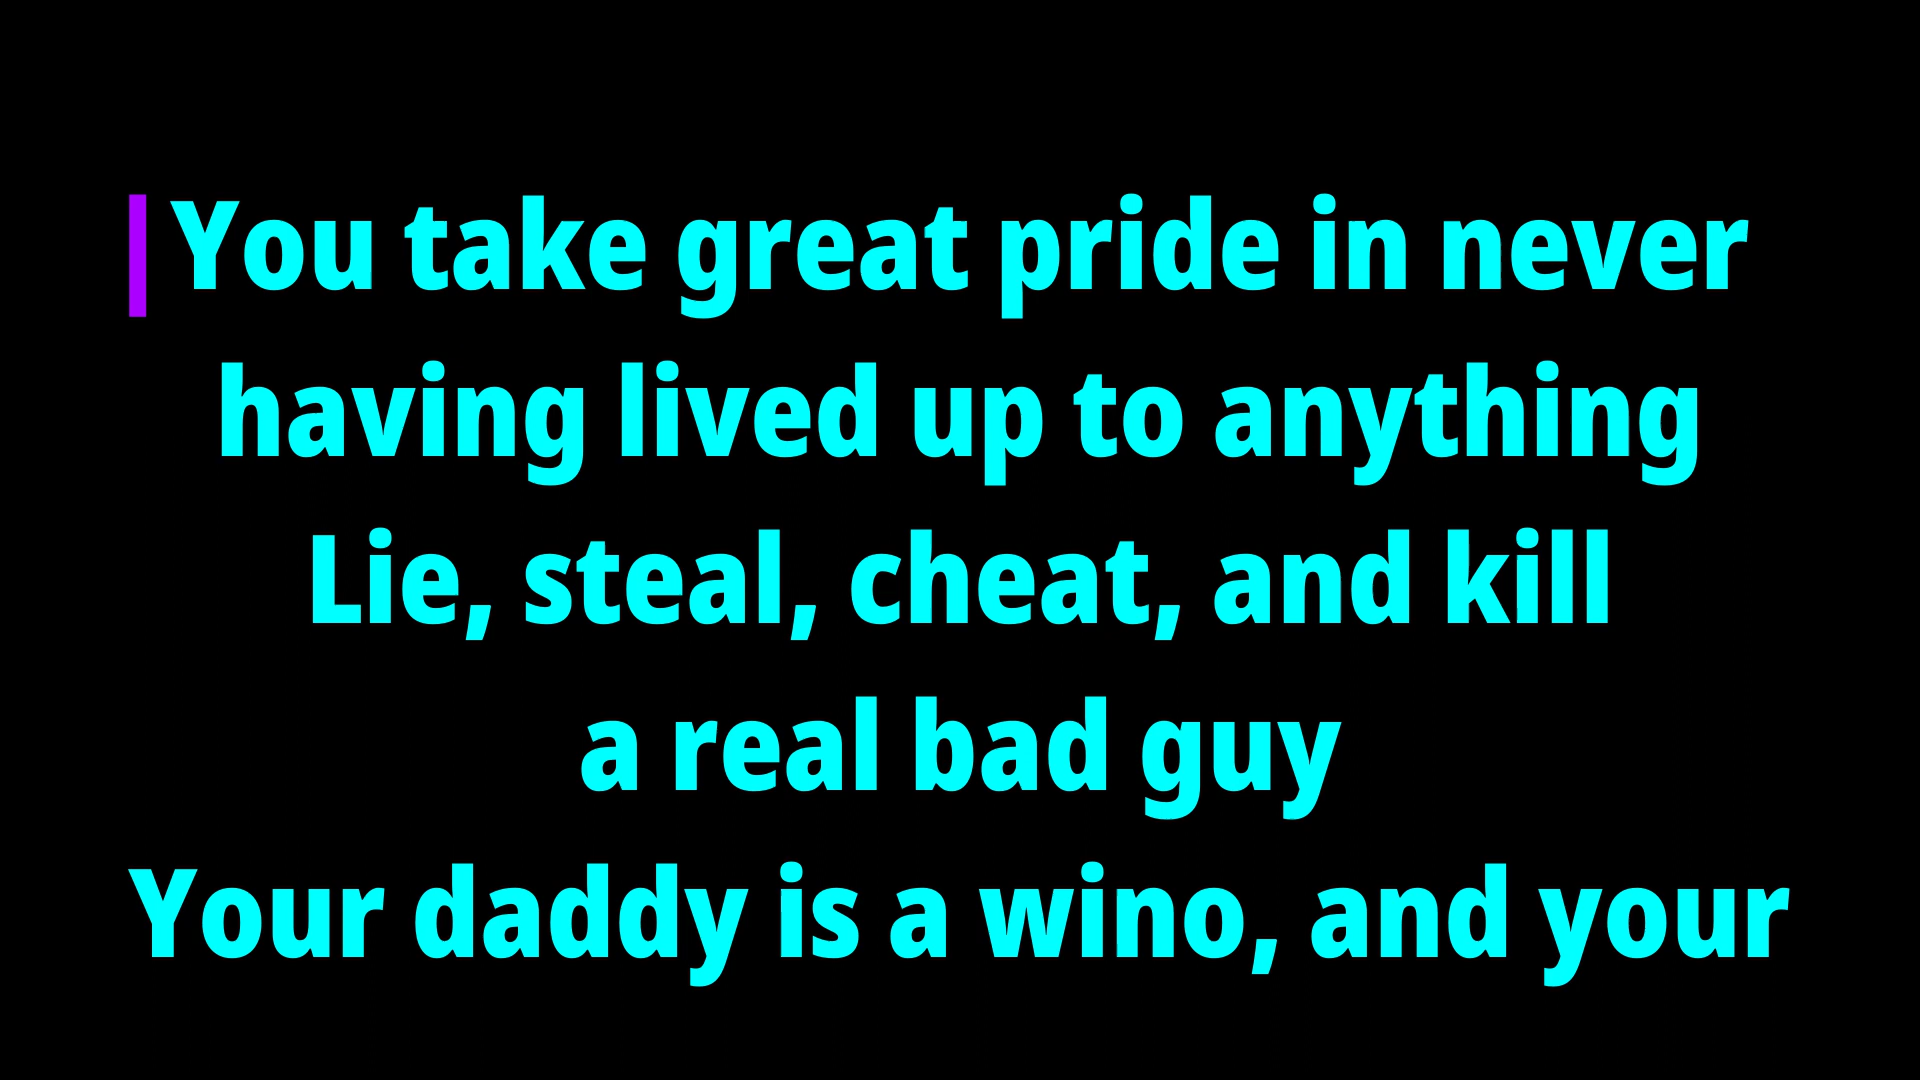 You take great pride in never
having lived up to anything
Lie, steal, cheat, and kill
a real bad guy
Your daddy is a wino, and your